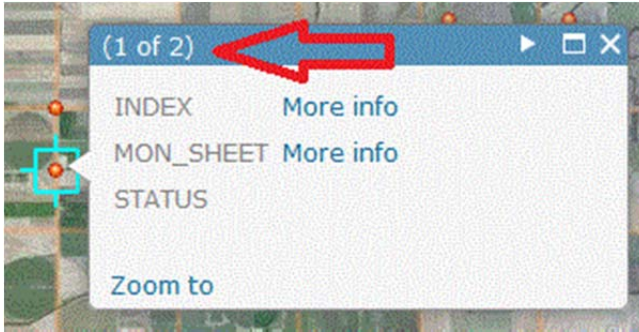 (1 of 2)
INDEX More info
MON_SHEET More info
STATUS
Zoom to